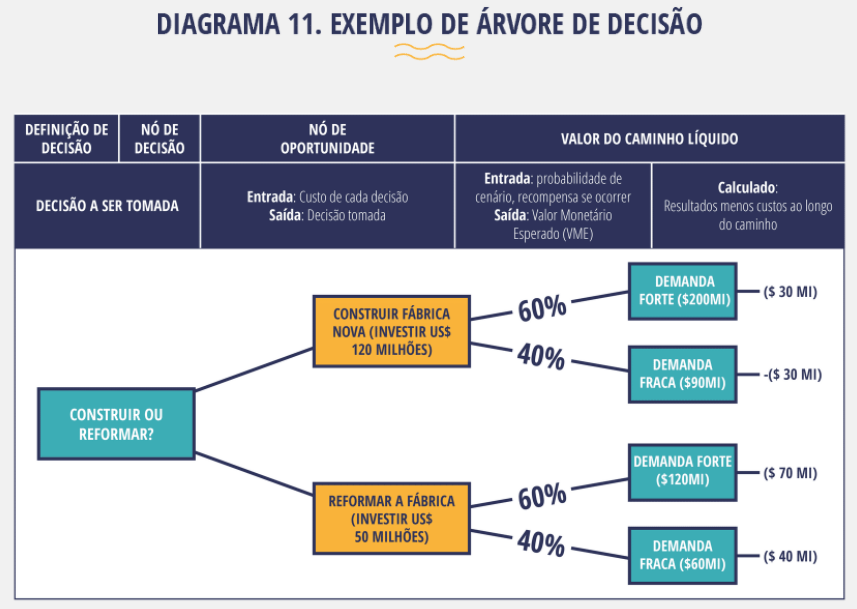 DIAGRAMA 11. EXEMPLO DE ÁRVORE DE DECISÃO
DEFINIÇÃO DE
DECISÃO
NÓ DE
DECISÃO
NÓ DE
OPORTUNIDADE
VALOR DO CAMINHO LÍQUIDO
DECISÃO A SER TOMADA
Entrada: Custo de cada decisão
Saída: Decisão tomada
Entrada: probabilidade de
cenário, recompensa se ocorrer
Saída: Valor Monetário
Esperado (VME)
Calculado:
Resultados menos custos ao longo
do caminho
CONSTRUIR OU
REFORMAR?
CONSTRUIR FÁBRICA
NOVA (INVESTIR US$
120 MILHÕES)
60%
40%
DEMANDA
FORTE ($200MI)
($ 30 MI)
DEMANDA
FRACA ($90MI)
-($ 30 MI)
REFORMAR A FÁBRICA
(INVESTIR US$
50 MILHÕES)
60%
40%
DEMANDA FORTE
($120MI)
($ 70 MI)
DEMANDA
FRACA ($60MI)
($ 40 MI)